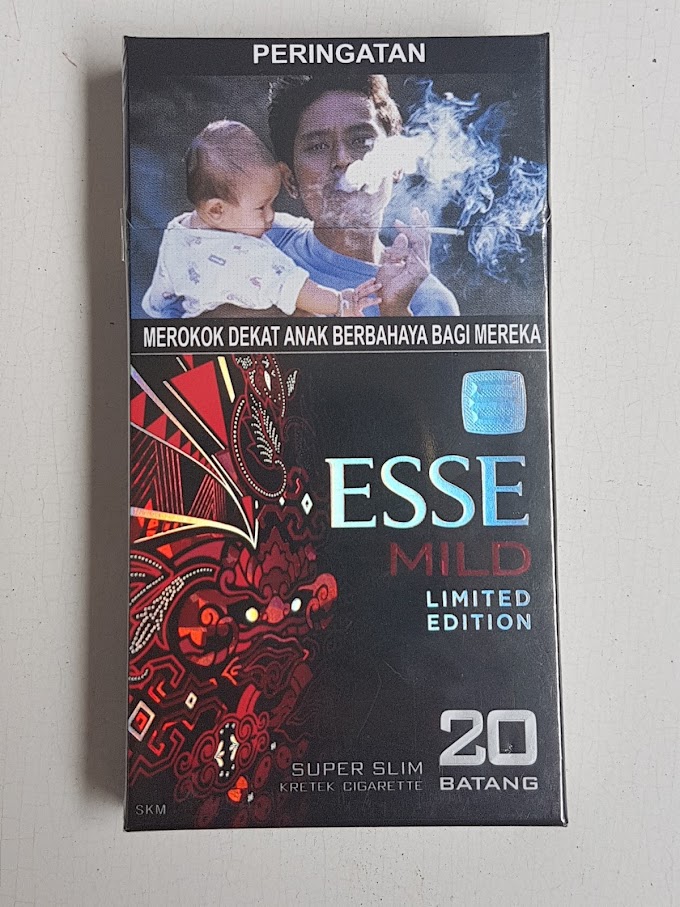 PERINGATAN
MEROKOK DEKAT ANAK BERBAHAYA BAGI MEREKA
ESSE
MILD
LIMITED
EDITION
20
BATANG
SUPER SLIM
KRETEK CIGARETTE
SKM